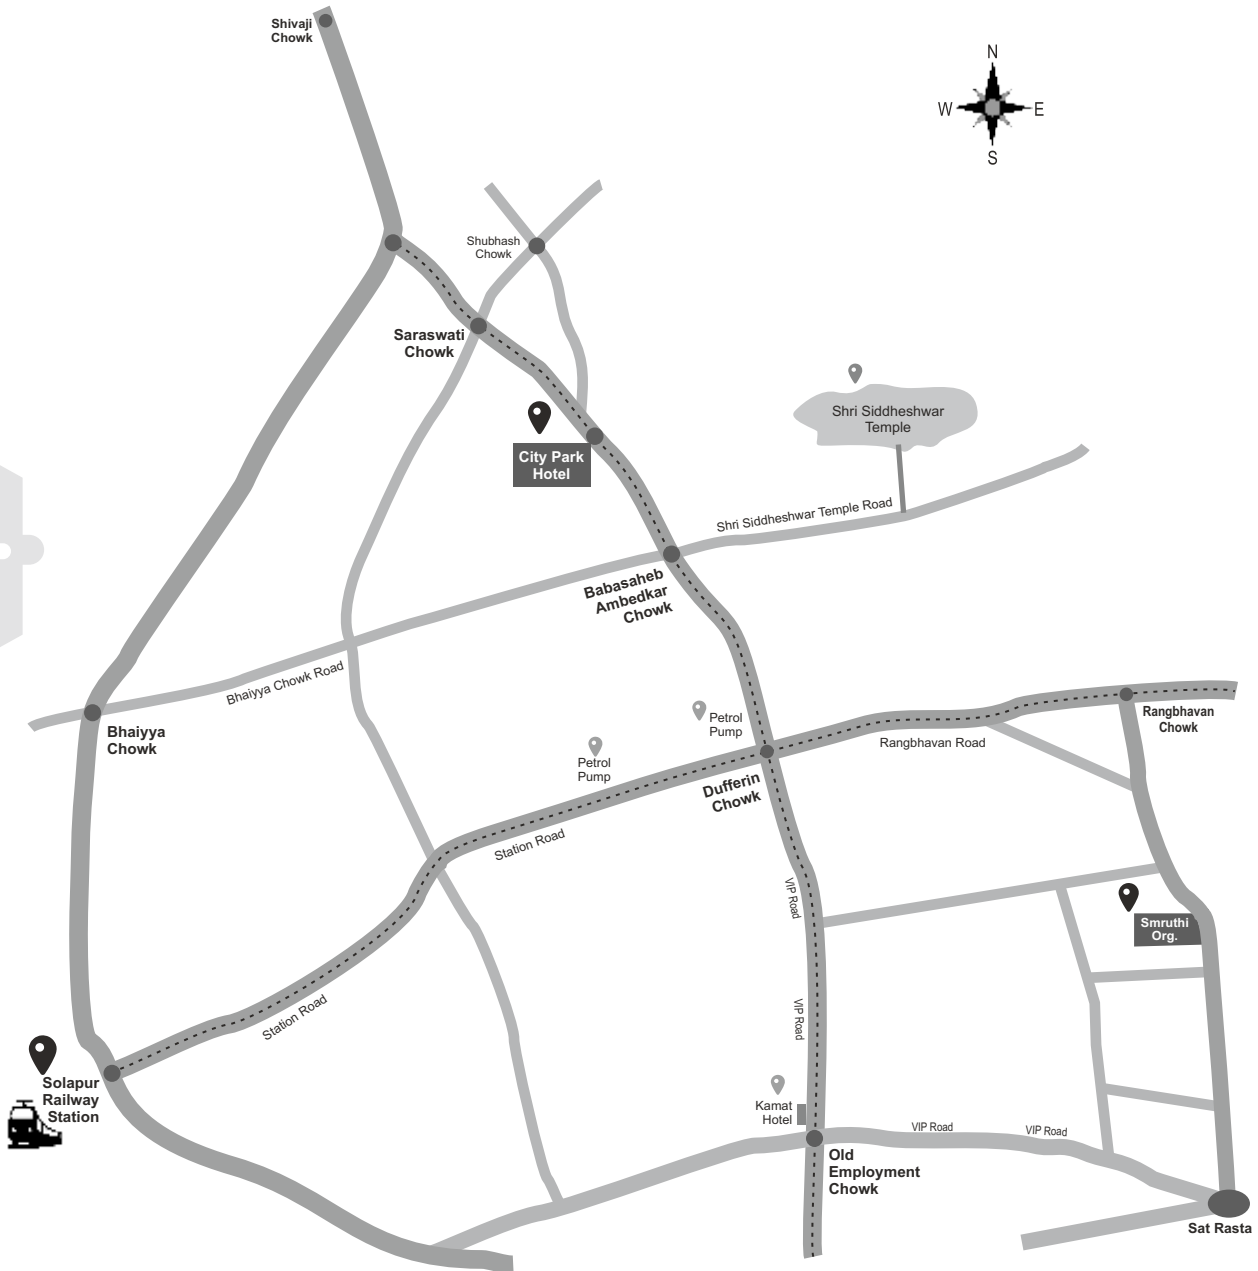 Shivaji
Chowk
N
W
E
S
Shubhash
Chowk
Saraswati
Chowk
Shri Siddheshwar
Temple
City Park
Hotel
Shri Siddheshwar Temple Road
Babasaheb
Ambedkar
Chowk
Bhaiyya Chowk Road
Bhaiyya
Chowk
Petrol
Pump
Petrol
Pump
Rangbhavan
Chowk
Rangbhavan Road
Dufferin
Chowk
Station Road
VIP Road
Smruthi
Org.
Station Road
VIP Road
Solapur
Railway
Station
Kamat
Hotel
VIP Road
VIP Road
Old
Employment
Chowk
Sat Rasta